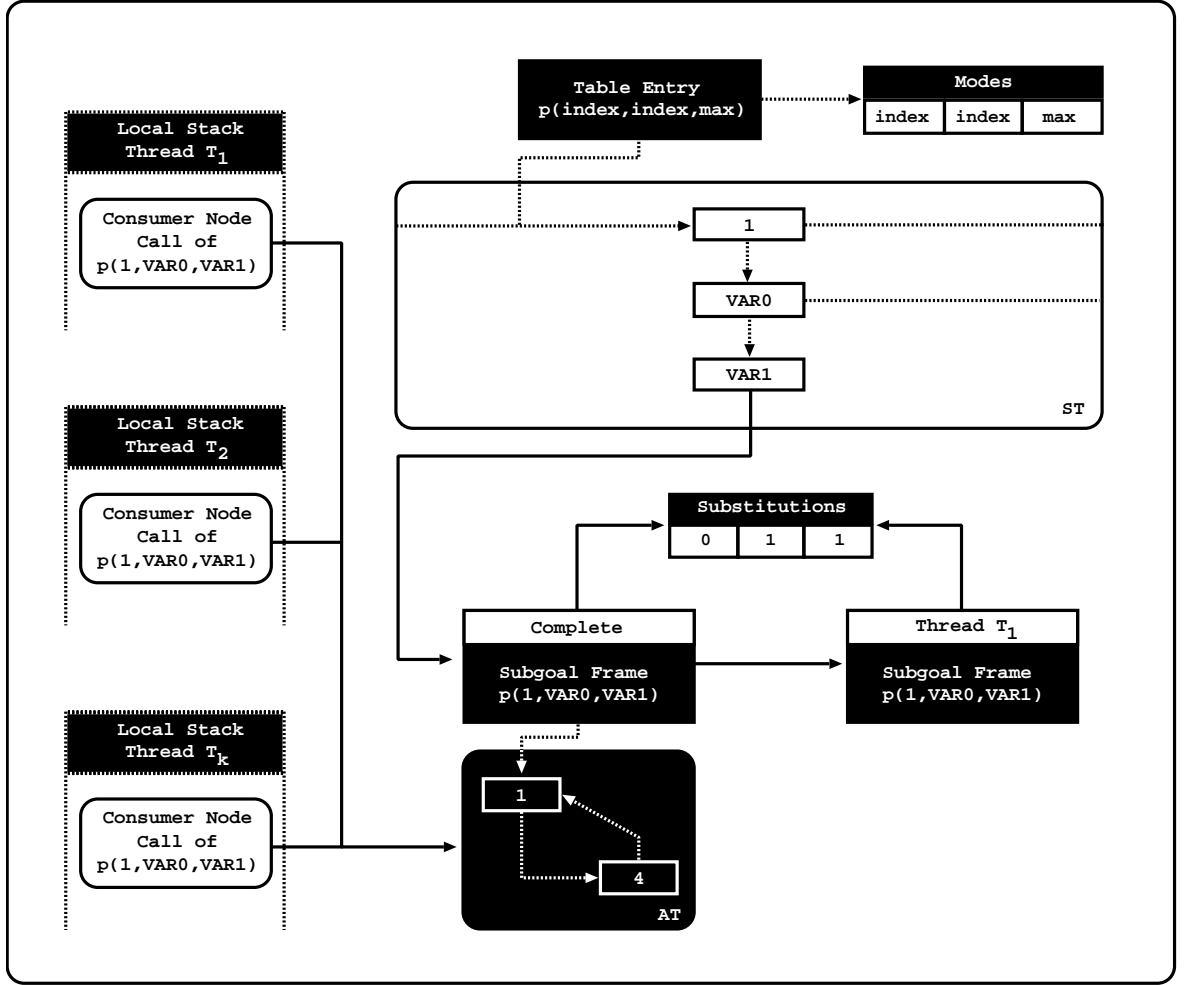 Table Entry
p(index,index,max)
Modes
index index max
Local Stack
Thread T1
Consumer Node
Call of
p(1,VAR0,VAR1)
1
VAR0
VAR1
ST
Local Stack
Thread T2
Consumer Node
Call of
p(1,VAR0,VAR1)
Substitutions
0 1 1
Complete
Subgoal Frame
p(1,VAR0,VAR1)
Thread T1
Subgoal Frame
p(1,VAR0,VAR1)
Local Stack
Thread Tk
Consumer Node
Call of
p(1,VAR0,VAR1)
1
4
AT